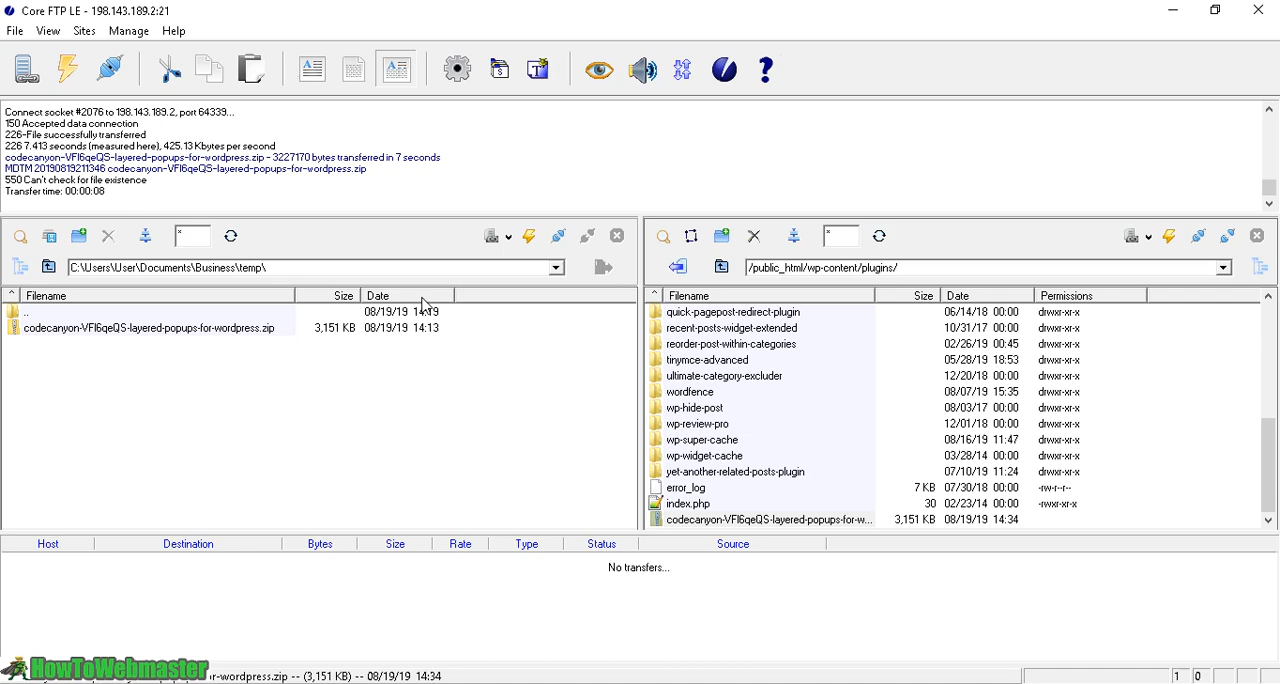 Core FTP LE - 198.143.189.2:21
File View Sites Manage Help
Connect socket #2076 to 198.143.189.2, port 64339...
150 Accepted data connection
226-File successfully transferred
226 7.413 seconds (measured here), 425.13 Kbytes per second
codecanyon-VFl6qeQS-layered-popups-for-wordpress.zip - 3227170 bytes transferred in 7 seconds
MDTM 20190819211346 codecanyon-VFl6qeQS-layered-popups-for-wordpress.zip
550 Can't check for file existence
Transfer time: 00:00:08
C:\Users\User\Documents\Business\temp\
Filename Size Date
.. 08/19/19 14:19
codecanyon-VFl6qeQS-layered-popups-for-wordpress.zip 3,151 KB 08/19/19 14:13
/public_html/wp-content/plugins/
Filename Size Date Permissions
quick-pagepost-redirect-plugin 06/14/18 00:00 drwxr-xr-x
recent-posts-widget-extended 10/31/17 00:00 drwxr-xr-x
reorder-post-within-categories 02/26/19 00:45 drwxr-xr-x
tinymce-advanced 05/28/19 18:53 drwxr-xr-x
ultimate-category-excluder 12/20/18 00:00 drwxr-xr-x
wordfence 08/07/19 15:35 drwxr-xr-x
wp-hide-post 08/03/17 00:00 drwxr-xr-x
wp-review-pro 12/01/18 00:00 drwxr-xr-x
wp-super-cache 08/16/19 11:47 drwxr-xr-x
wp-widget-cache 03/28/14 00:00 drwxr-xr-x
yet-another-related-posts-plugin 07/10/19 11:24 drwxr-xr-x
error_log 7 KB 07/30/18 00:00 -rw-r--r--
index.php 30 02/23/14 00:00 -rwxr-xr-x
codecanyon-VFl6qeQS-layered-popups-for-w... 3,151 KB 08/19/19 14:34
Host Destination Bytes Size Rate Type Status Source
No transfers...
HowToWebmaster
r-wordpress.zip -- (3,151 KB) -- 08/19/19 14:34 1 0